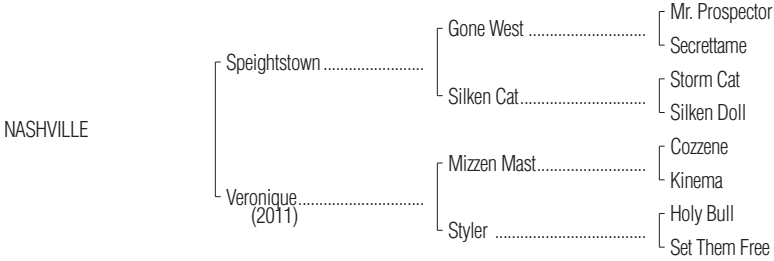 Mr. Prospector
Gone West ........................
Secrettame
Speightstown ....................
Storm Cat
Silken Cat..........................
Silken Doll
NASHVILLE
Cozzene
Mizzen Mast......................
Kinema
Veronique.........................
(2011)
Holy Bull
Styler ...............................
Set Them Free